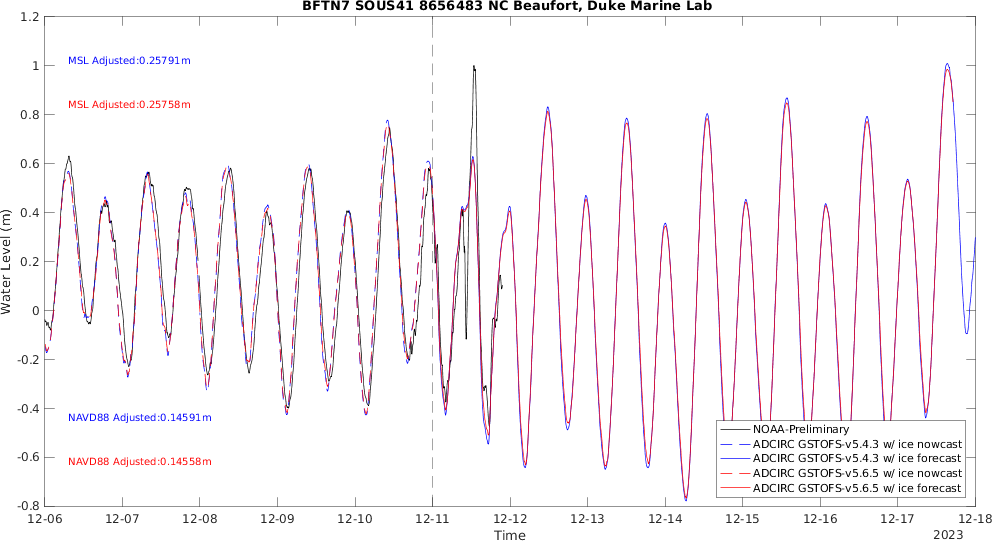 BFTN7 SOUS41 8656483 NC Beaufort, Duke Marine Lab
1.2
1
0.8
0.6
0.4
0.2
0
-0.2
-0.4
-0.6
-0.8
Water Level (m)
MSL Adjusted:0.25791m
MSL Adjusted:0.25758m
NAVD88 Adjusted:0.14591m
NAVD88 Adjusted:0.14558m
NOAA-Preliminary
ADCIRC GSTOFS-v5.4.3 w/ ice nowcast
ADCIRC GSTOFS-v5.4.3 w/ ice forecast
ADCIRC GSTOFS-v5.6.5 w/ ice nowcast
ADCIRC GSTOFS-v5.6.5 w/ ice forecast
12-06 12-07 12-08 12-09 12-10 12-11 12-12 12-13 12-14 12-15 12-16 12-17 12-18
Time
2023